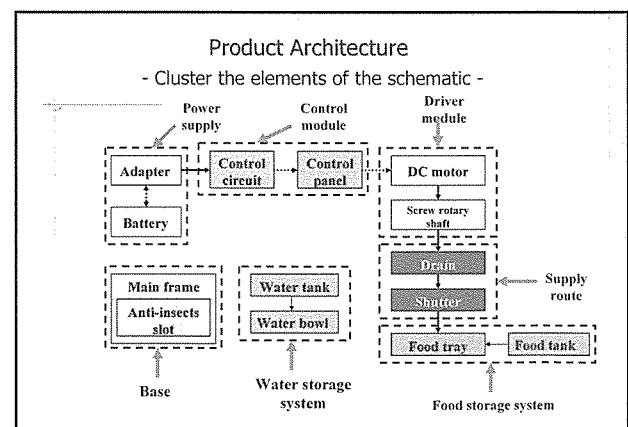 Product Architecture
- Cluster the elements of the schematic -
Power
supply
Control
module
Driver
module
Adapter
Battery
Control
circuit
Control
panel
DC motor
Screw rotary
shaft
Drain
Shutter
Supply
route
Main frame
Anti-insects
slot
Base
Water tank
Water bowl
Water storage
system
Food tray
Food tank
Food storage system